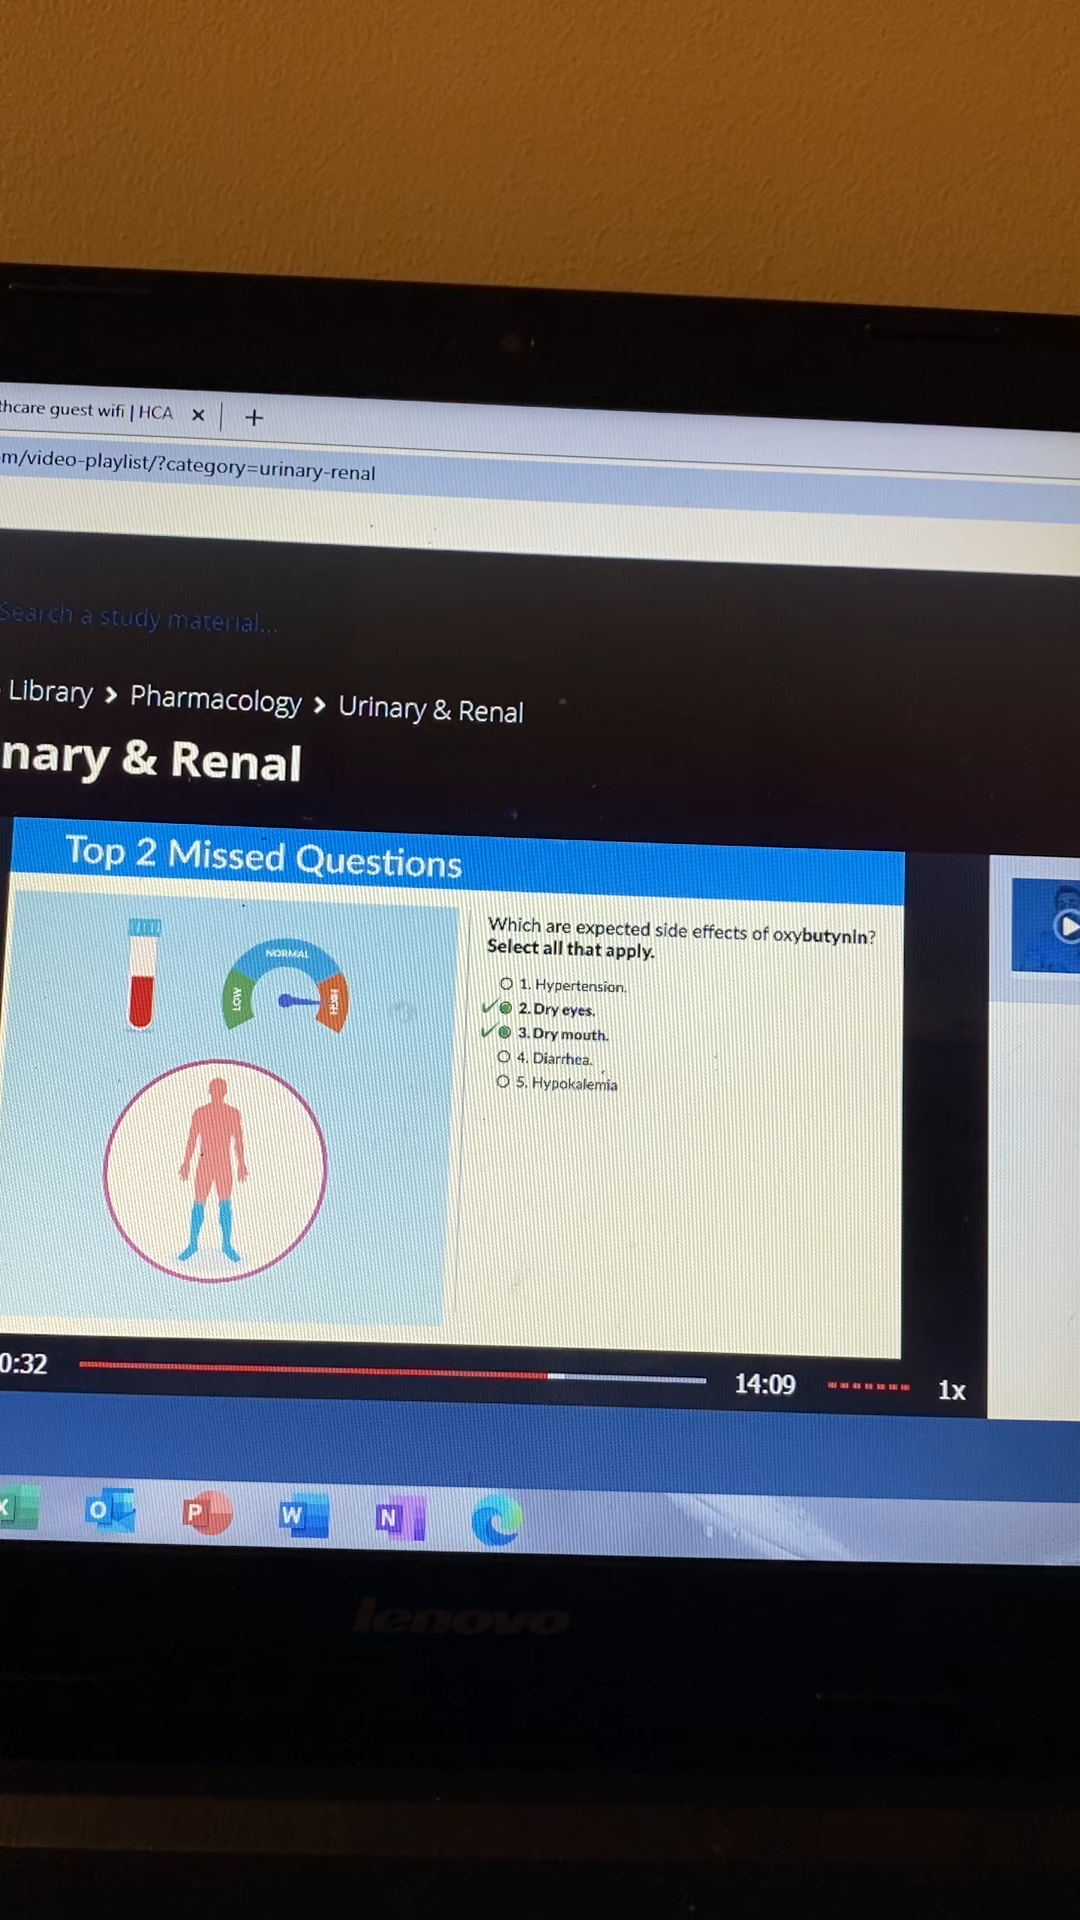 thcare guest wifi | HCA × +
m/video-playlist/?category=urinary-renal
Search a study material...
Library > Pharmacology > Urinary & Renal
nary & Renal
Top 2 Missed Questions
LOW
NORMAL
HIGH
Which are expected side effects of oxybutynin?
Select all that apply.
1. Hypertension.
2. Dry eyes.
3. Dry mouth.
4. Diarrhea.
5. Hypokalemia
0:32
14:09
1x
X
O
P
W
N
lenovo